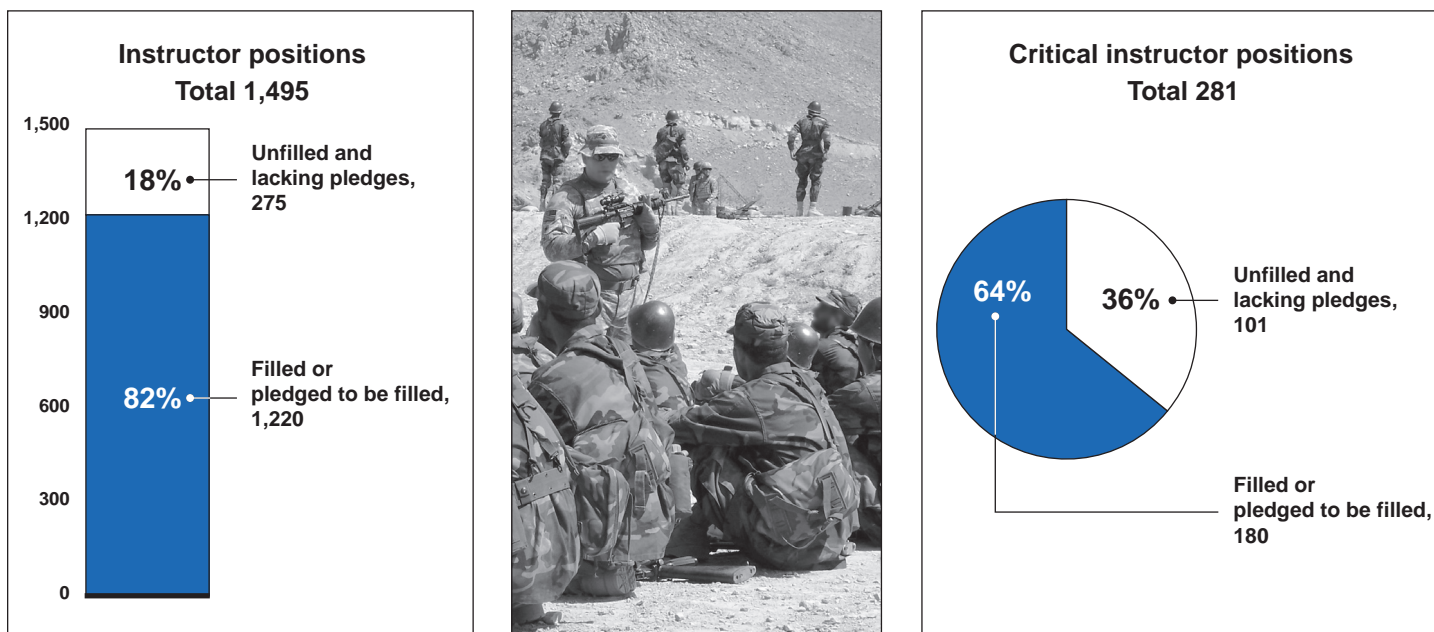 Instructor positions
Total 1,495
1,500
1,200
900
600
300
0
18%
82%
Unfilled and
lacking pledges,
275
Filled or
pledged to be filled,
1,220
Critical instructor positions
Total 281
64%
36%
Unfilled and
lacking pledges,
101
Filled or
pledged to be filled,
180